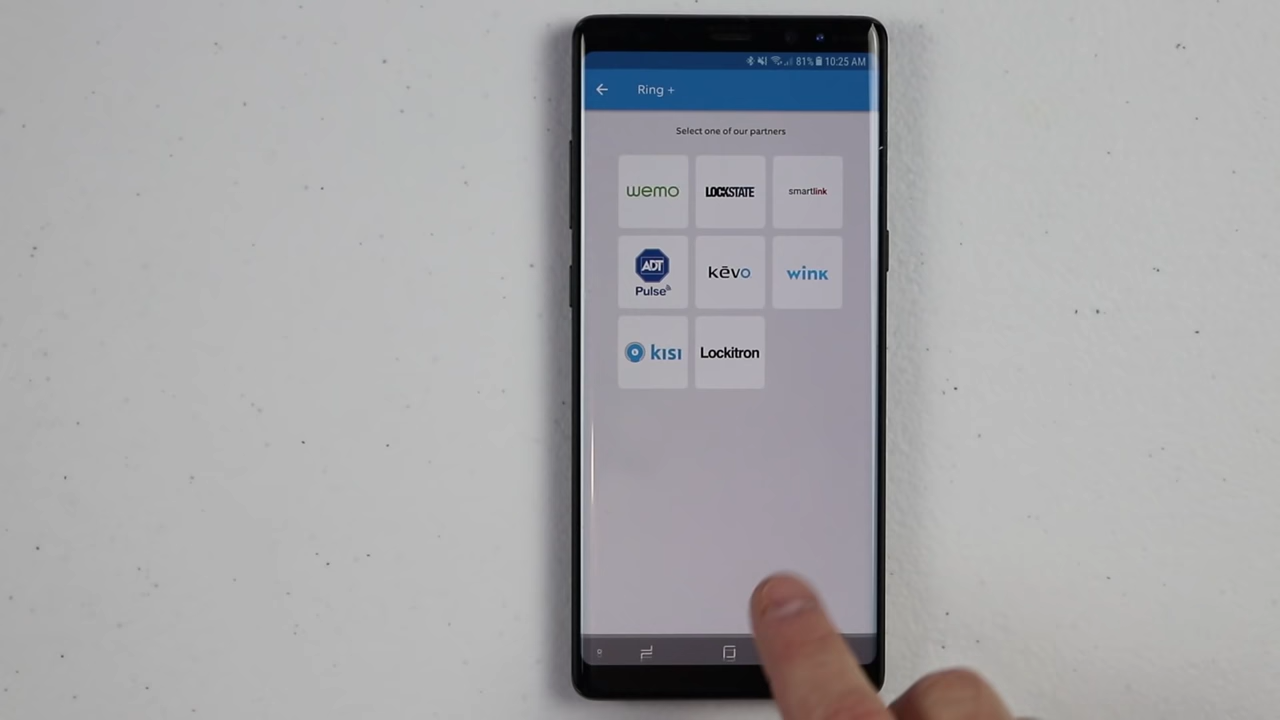 81% 10:25 AM
Ring +
Select one of our partners
wemo LOCKSTATE smartlink
ADT
Pulse kēvo wink
kisi Lockitron